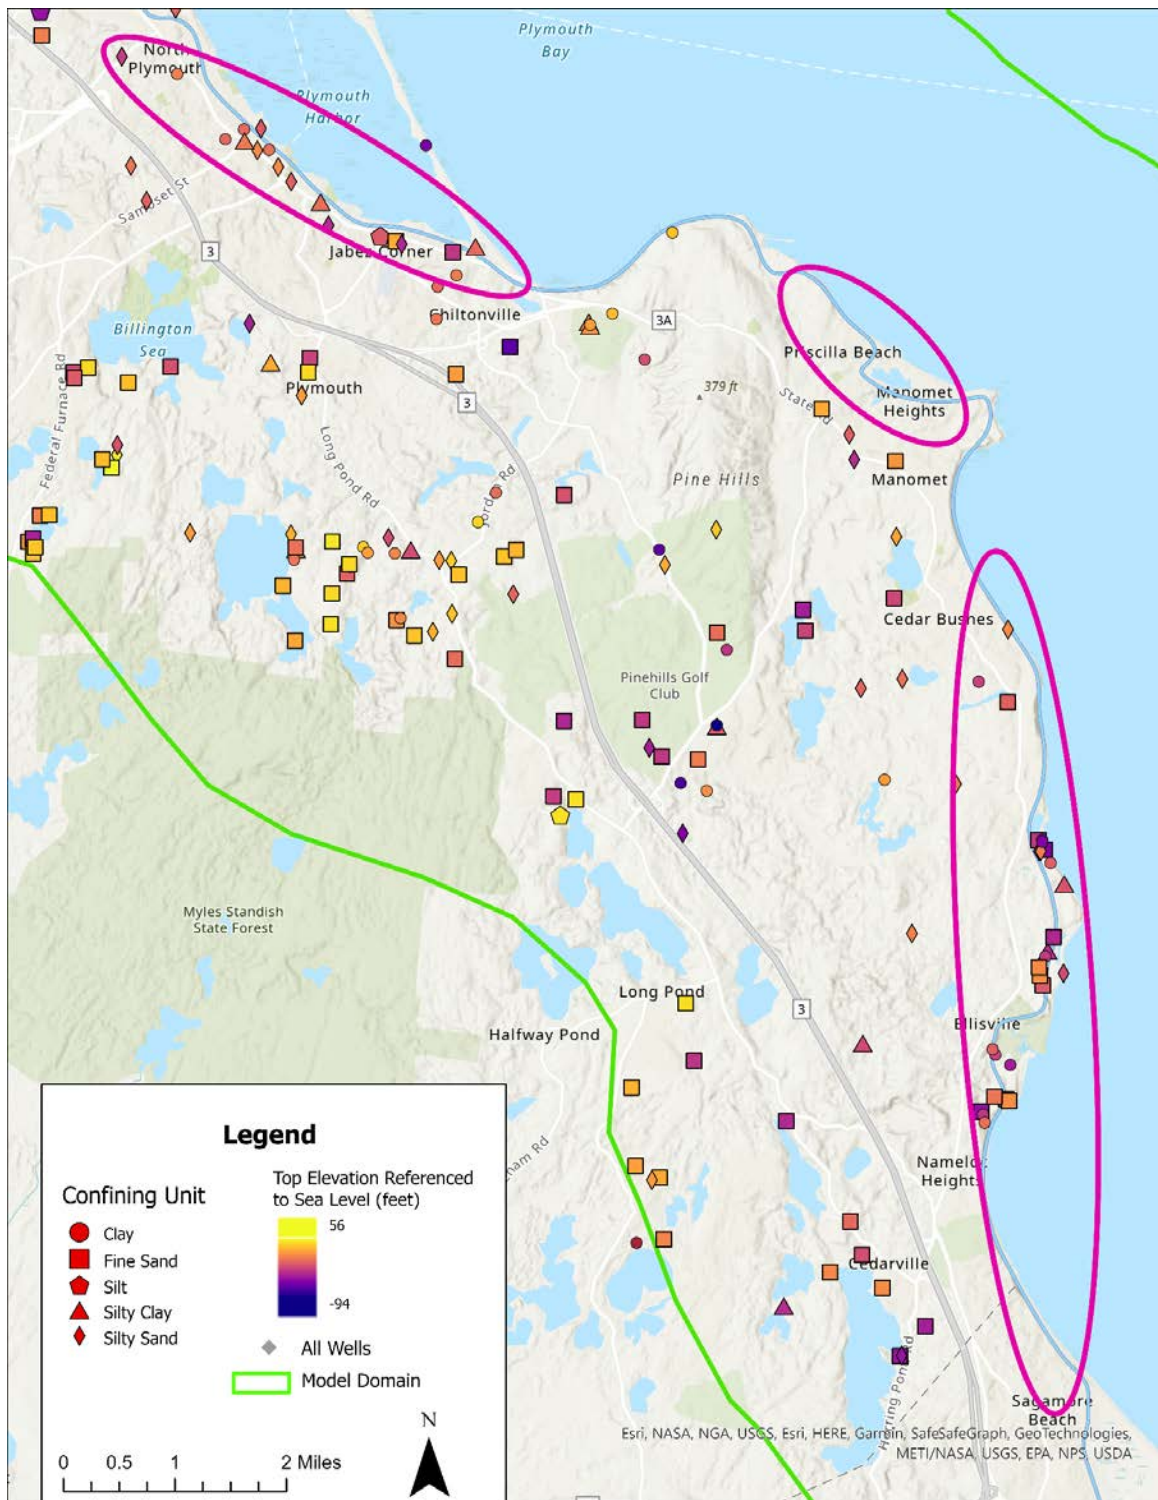 Plymouth
Bay
North
Plymouth
Plymouth
Harbor
Samoset St
3
Jabez Corner
Billington
Sea
Chiltonville
3A
Priscilla Beach
Plymouth
379 ft
State Rd
Manomet
Heights
3
Federal Furnace Rd
Long Pond Rd
Jordan Rd
Pine Hills
Manomet
Cedar Bushes
Pinehills Golf
Club
Myles Standish
State Forest
Long Pond
3
Halfway Pond
Ellisville
Nameloc
Heights
Cedarville
Herring Pond Rd
Sagamore
Beach
Legend
Confining Unit
Clay
Fine Sand
Silt
Silty Clay
Silty Sand
Top Elevation Referenced
to Sea Level (feet)
56
-94
All Wells
Model Domain
N
0 0.5 1 2 Miles
Esri, NASA, NGA, USGS, Esri, HERE, Garmin, SafeSafeGraph, GeoTechnologies,
METI/NASA, USGS, EPA, NPS, USDA